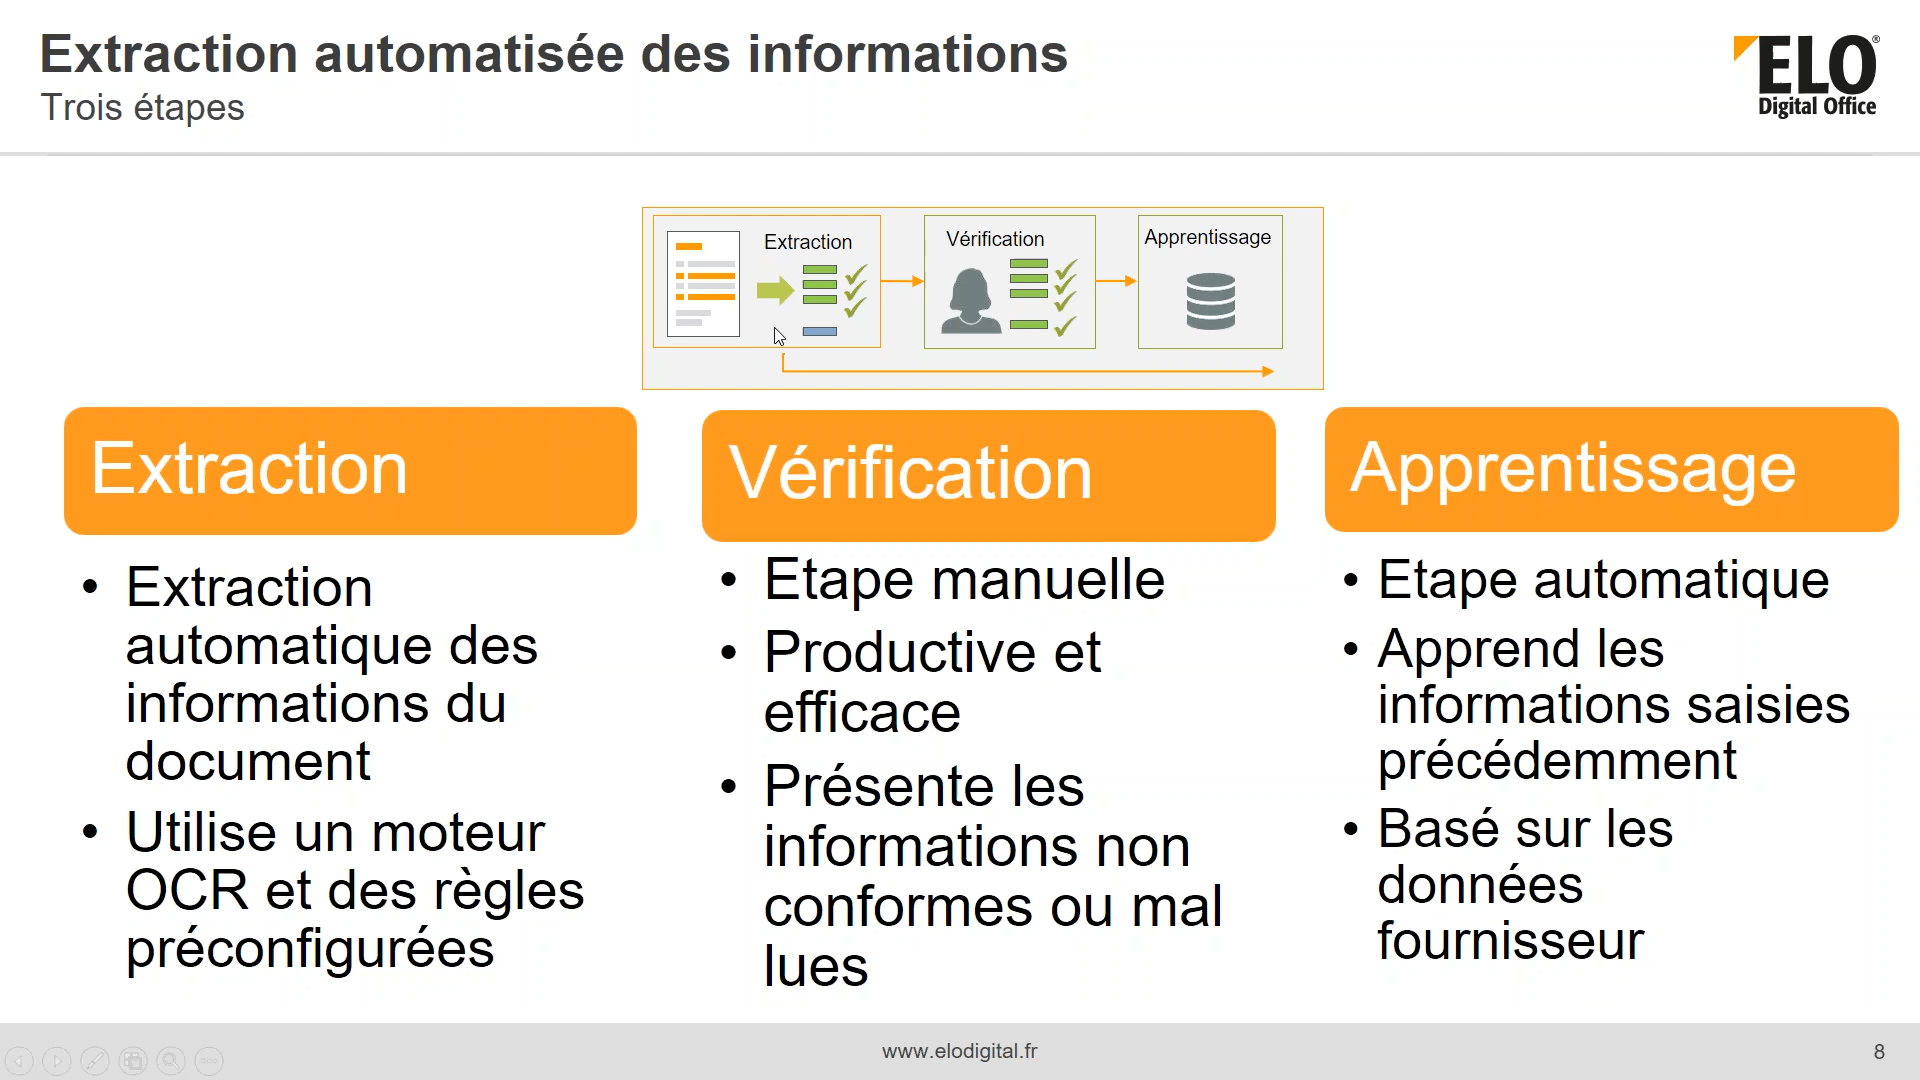 Extraction automatisée des informations
Trois étapes
ELO®
Digital Office
Extraction
Vérification
Apprentissage
Extraction
• Extraction
automatique des
informations du
document
• Utilise un moteur
OCR et des règles
préconfigurées
Vérification
• Etape manuelle
• Productive et
efficace
• Présente les
informations non
conformes ou mal
lues
Apprentissage
• Etape automatique
• Apprend les
informations saisies
précédemment
• Basé sur les
données
fournisseur
www.elodigital.fr
8